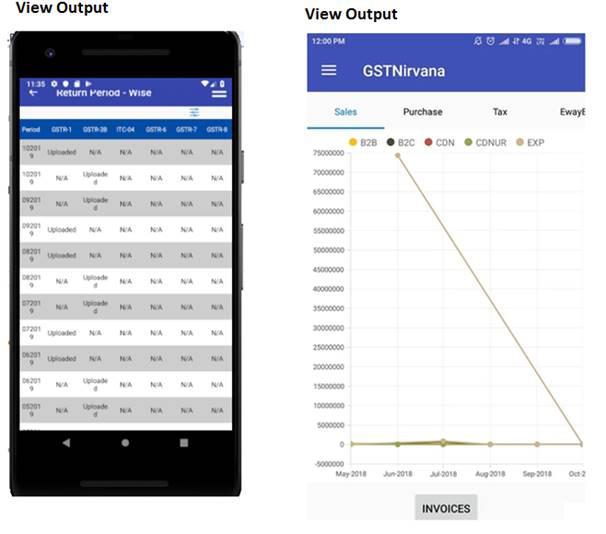 View Output
11:35
Return Period - Wise
Period GSTR-1 GSTR-3B ITC-04 GSTR-6 GSTR-7 GSTR-8
102019 Uploaded N/A N/A N/A N/A N/A
102019 N/A Uploaded N/A N/A N/A N/A
092019 N/A Uploaded N/A N/A N/A N/A
092019 Uploaded N/A N/A N/A N/A N/A
082019 Uploaded N/A N/A N/A N/A N/A
082019 N/A Uploaded N/A N/A N/A N/A
072019 N/A Uploaded N/A N/A N/A N/A
072019 Uploaded N/A N/A N/A N/A N/A
062019 Uploaded N/A N/A N/A N/A N/A
062019 N/A Uploaded N/A N/A N/A N/A
052019 N/A Uploaded N/A N/A N/A N/A
View Output
12:00 PM 4G
GSTNirvana
Sales Purchase Tax EwayB
B2B B2C CDN CDNUR EXP
75000000
70000000
65000000
60000000
55000000
50000000
45000000
40000000
35000000
30000000
25000000
20000000
15000000
10000000
5000000
0
-5000000
May-2018 Jun-2018 Jul-2018 Aug-2018 Sep-2018 Oct-2
INVOICES